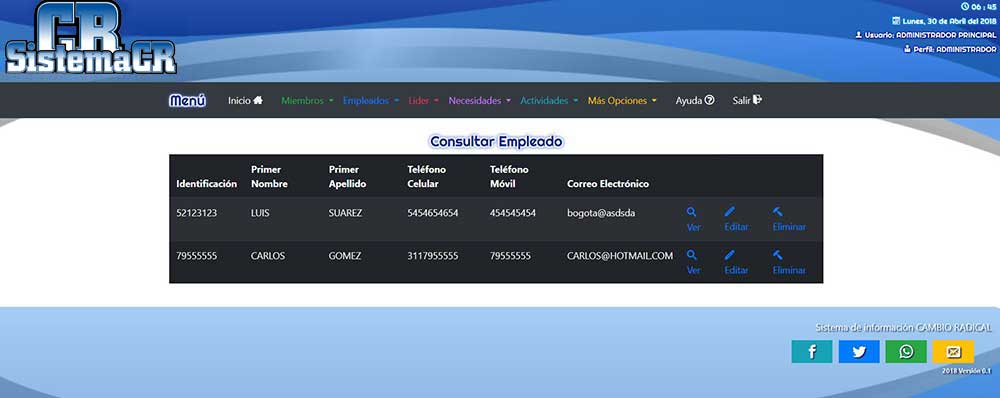 CR
SistemaCR
06 : 45
Lunes, 30 de Abril del 2018
Usuario: ADMINISTRADOR PRINCIPAL
Perfil: ADMINISTRADOR
Menú Inicio Miembros Empleados Lider Necesidades Actividades Más Opciones Ayuda Salir
Consultar Empleado
Identificación Primer Nombre Primer Apellido Teléfono Celular Teléfono Móvil Correo Electrónico
52123123 LUIS SUAREZ 5454654654 454545454 bogota@asdsda Ver Editar Eliminar
79555555 CARLOS GOMEZ 3117955555 79555555 CARLOS@HOTMAIL.COM Ver Editar Eliminar
Sistema de información CAMBIO RADICAL
2018 Versión 0.1